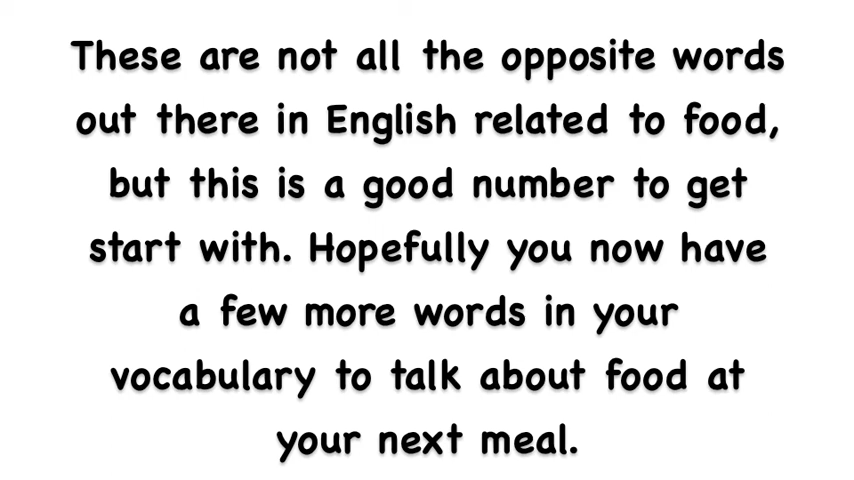 These are not all the opposite words
out there in English related to food,
but this is a good number to get
start with. Hopefully you now have
a few more words in your
vocabulary to talk about food at
your next meal.